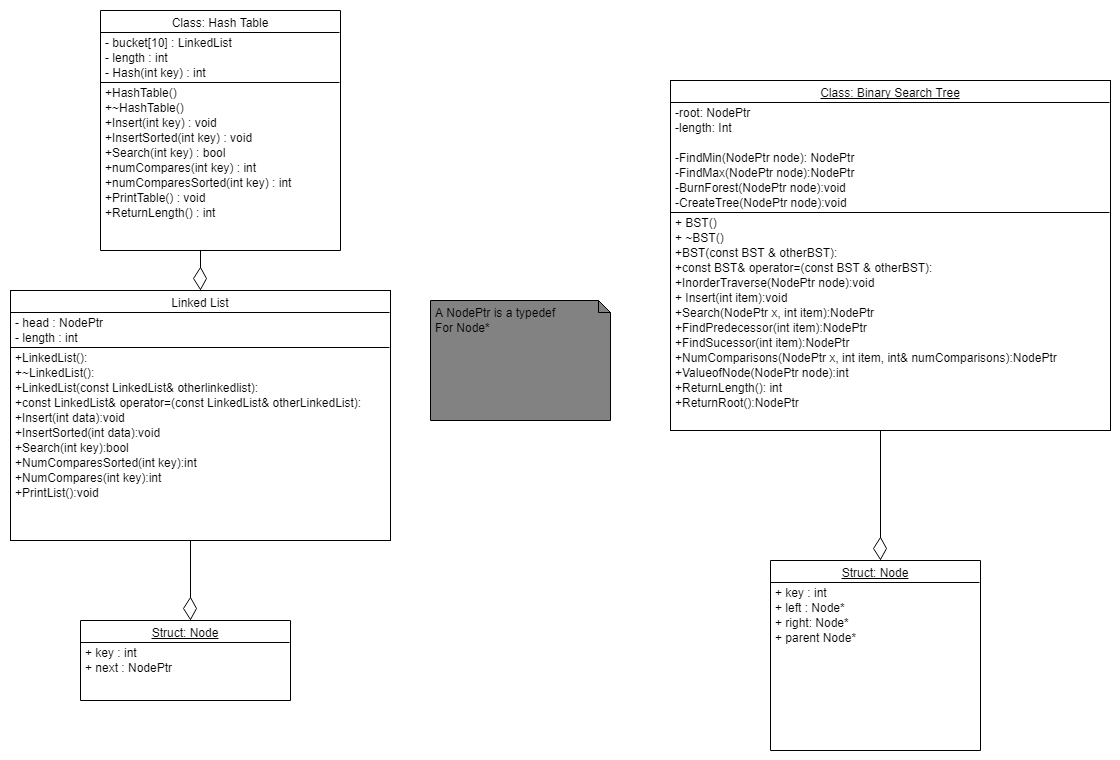 Class: Hash Table
- bucket[10] : LinkedList
- length : int
- Hash(int key) : int
+HashTable()
+~HashTable()
+Insert(int key) : void
+InsertSorted(int key) : void
+Search(int key) : bool
+numCompares(int key) : int
+numComparesSorted(int key) : int
+PrintTable() : void
+ReturnLength() : int
Linked List
- head : NodePtr
- length : int
+LinkedList():
+~LinkedList():
+LinkedList(const LinkedList& otherlinkedlist):
+const LinkedList& operator=(const LinkedList& otherLinkedList):
+Insert(int data):void
+InsertSorted(int data):void
+Search(int key):bool
+NumComparesSorted(int key):int
+NumCompares(int key):int
+PrintList():void
Struct: Node
+ key : int
+ next : NodePtr
A NodePtr is a typedef
For Node*
Class: Binary Search Tree
-root: NodePtr
-length: Int
-FindMin(NodePtr node): NodePtr
-FindMax(NodePtr node):NodePtr
-BurnForest(NodePtr node):void
-CreateTree(NodePtr node):void
+ BST()
+ ~BST()
+BST(const BST & otherBST):
+const BST& operator=(const BST & otherBST):
+InorderTraverse(NodePtr node):void
+ Insert(int item):void
+Search(NodePtr x, int item):NodePtr
+FindPredecessor(int item):NodePtr
+FindSucessor(int item):NodePtr
+NumComparisons(NodePtr x, int item, int& numComparisons):NodePtr
+ValueofNode(NodePtr node):int
+ReturnLength(): int
+ReturnRoot():NodePtr
Struct: Node
+ key : int
+ left : Node*
+ right: Node*
+ parent Node*